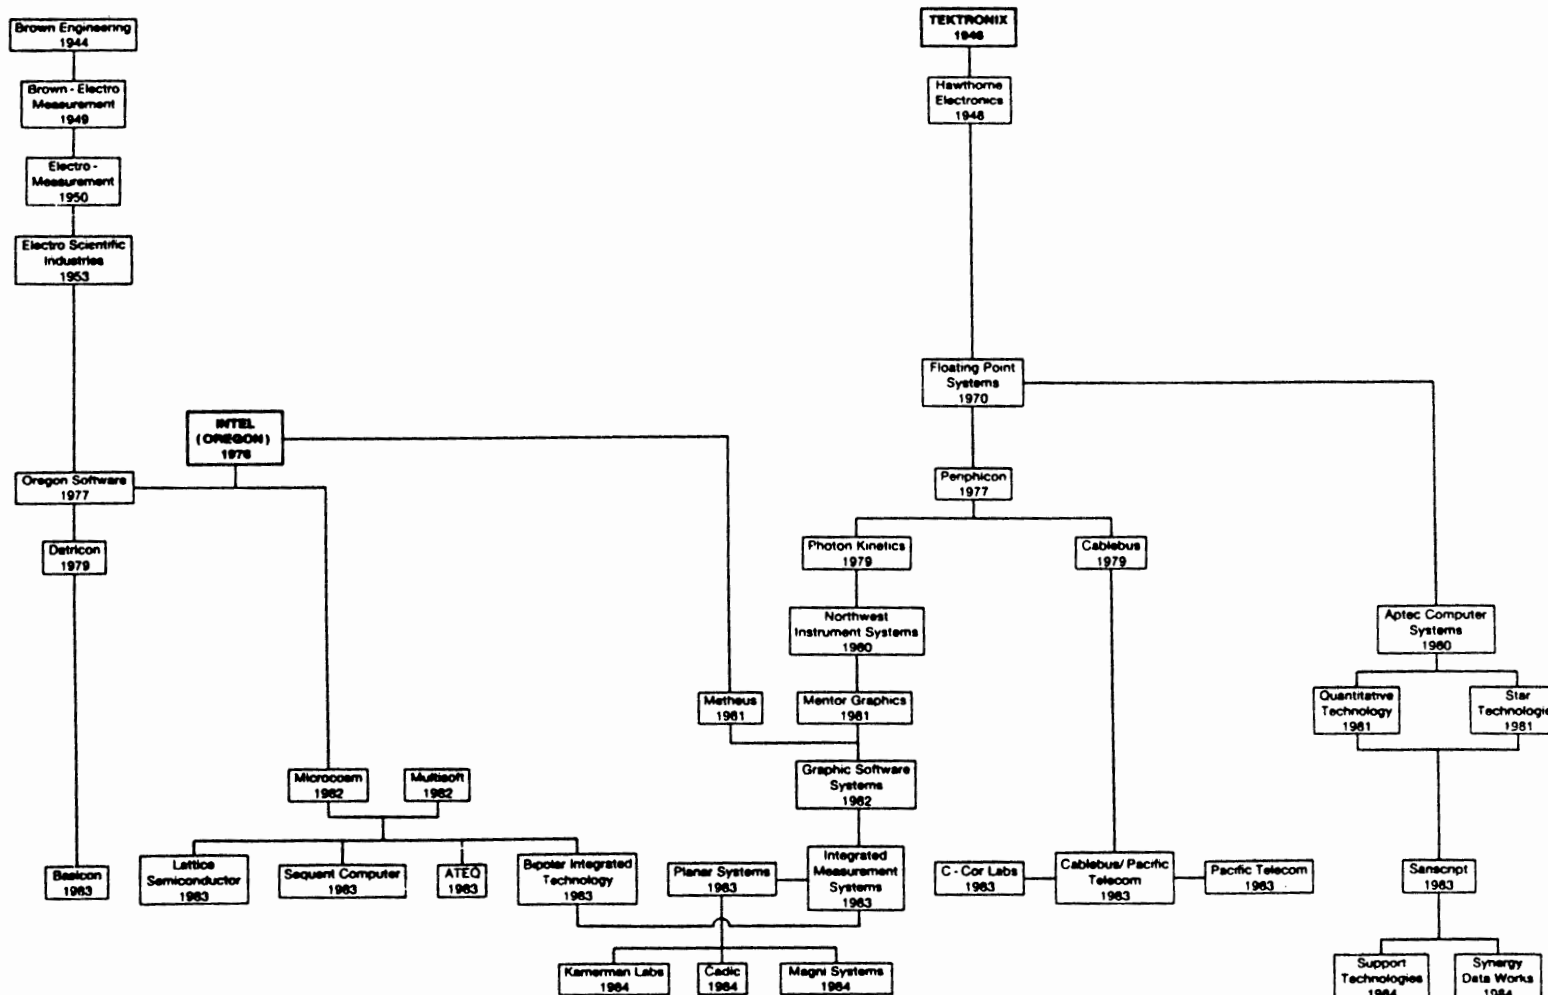 Brown Engineering
1944
TEKTRONIX
1946
Brown - Electro
Measurement
1949
Hawthorne
Electronics
1948
Electro -
Measurement
1950
Electro Scientific
Industries
1953
Floating Point
Systems
1970
INTEL
(OREGON)
1976
Oregon Software
1977
Periphicon
1977
Detricon
1979
Photon Kinetics
1979
Cablebus
1979
Northwest
Instrument Systems
1980
Aptec Computer
Systems
1980
Metheus
1981
Mentor Graphics
1981
Quantitative
Technology
1981
Star
Technologie
1981
Microcosm
1982
Multisoft
1982
Graphic Software
Systems
1982
Basicon
1983
Lattice
Semiconductor
1983
Sequent Computer
1983
ATEQ
1983
Bipolar Integrated
Technology
1983
Planar Systems
1983
Integrated
Measurement
Systems
1983
C - Cor Labs
1983
Cablebus/ Pacific
Telecom
1983
Pacific Telecom
1983
Sanscript
1983
Kamerman Labs
1984
Cadic
1984
Magni Systems
1984
Support
Technologies
1984
Synergy
Data Works
1984